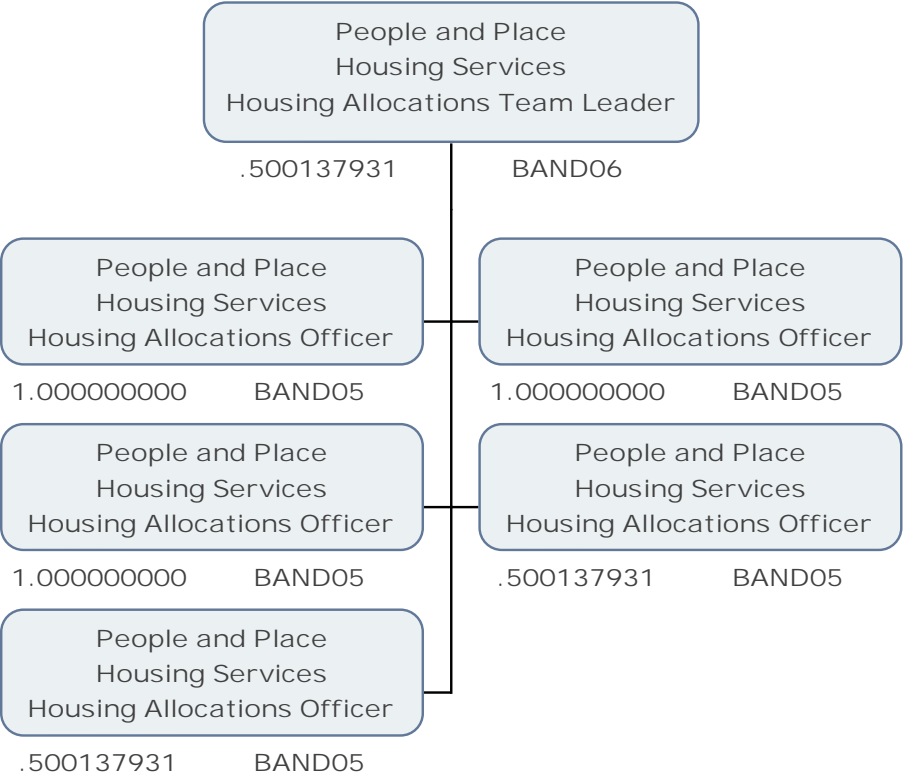 People and Place
Housing Services
Housing Allocations Team Leader
.500137931 BAND06
People and Place
Housing Services
Housing Allocations Officer
1.000000000 BAND05
People and Place
Housing Services
Housing Allocations Officer
1.000000000 BAND05
People and Place
Housing Services
Housing Allocations Officer
1.000000000 BAND05
People and Place
Housing Services
Housing Allocations Officer
.500137931 BAND05
People and Place
Housing Services
Housing Allocations Officer
.500137931 BAND05